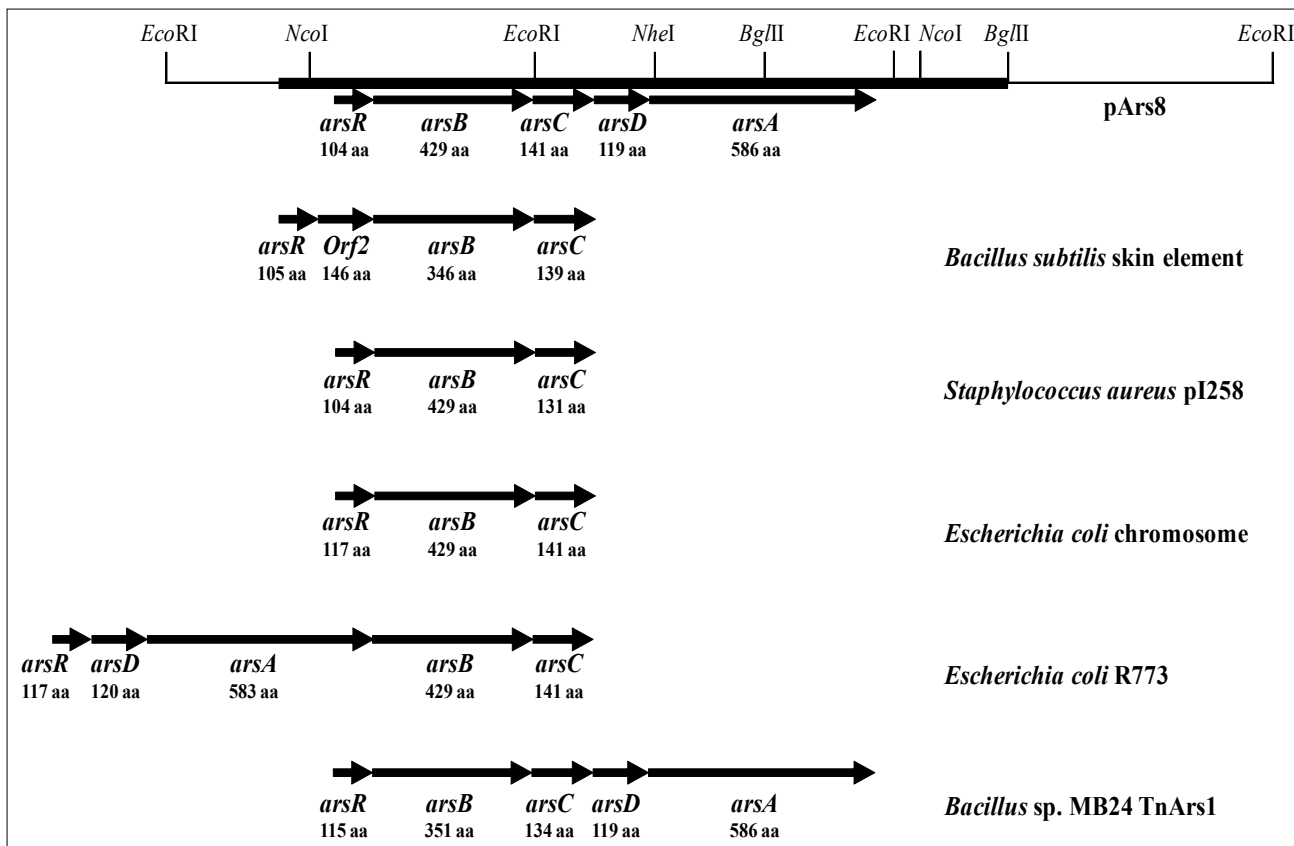 EcoRI NcoI EcoRI NheI BglII EcoRI NcoI BglII EcoRI
pArs8
arsR arsB arsC arsD arsA
104 aa 429 aa 141 aa 119 aa 586 aa
arsR Orf2 arsB arsC
105 aa 146 aa 346 aa 139 aa
Bacillus subtilis skin element
arsR arsB arsC
104 aa 429 aa 131 aa
Staphylococcus aureus pI258
arsR arsB arsC
117 aa 429 aa 141 aa
Escherichia coli chromosome
arsR arsD arsA arsB arsC
117 aa 120 aa 583 aa 429 aa 141 aa
Escherichia coli R773
arsR arsB arsC arsD arsA
115 aa 351 aa 134 aa 119 aa 586 aa
Bacillus sp. MB24 TnArs1